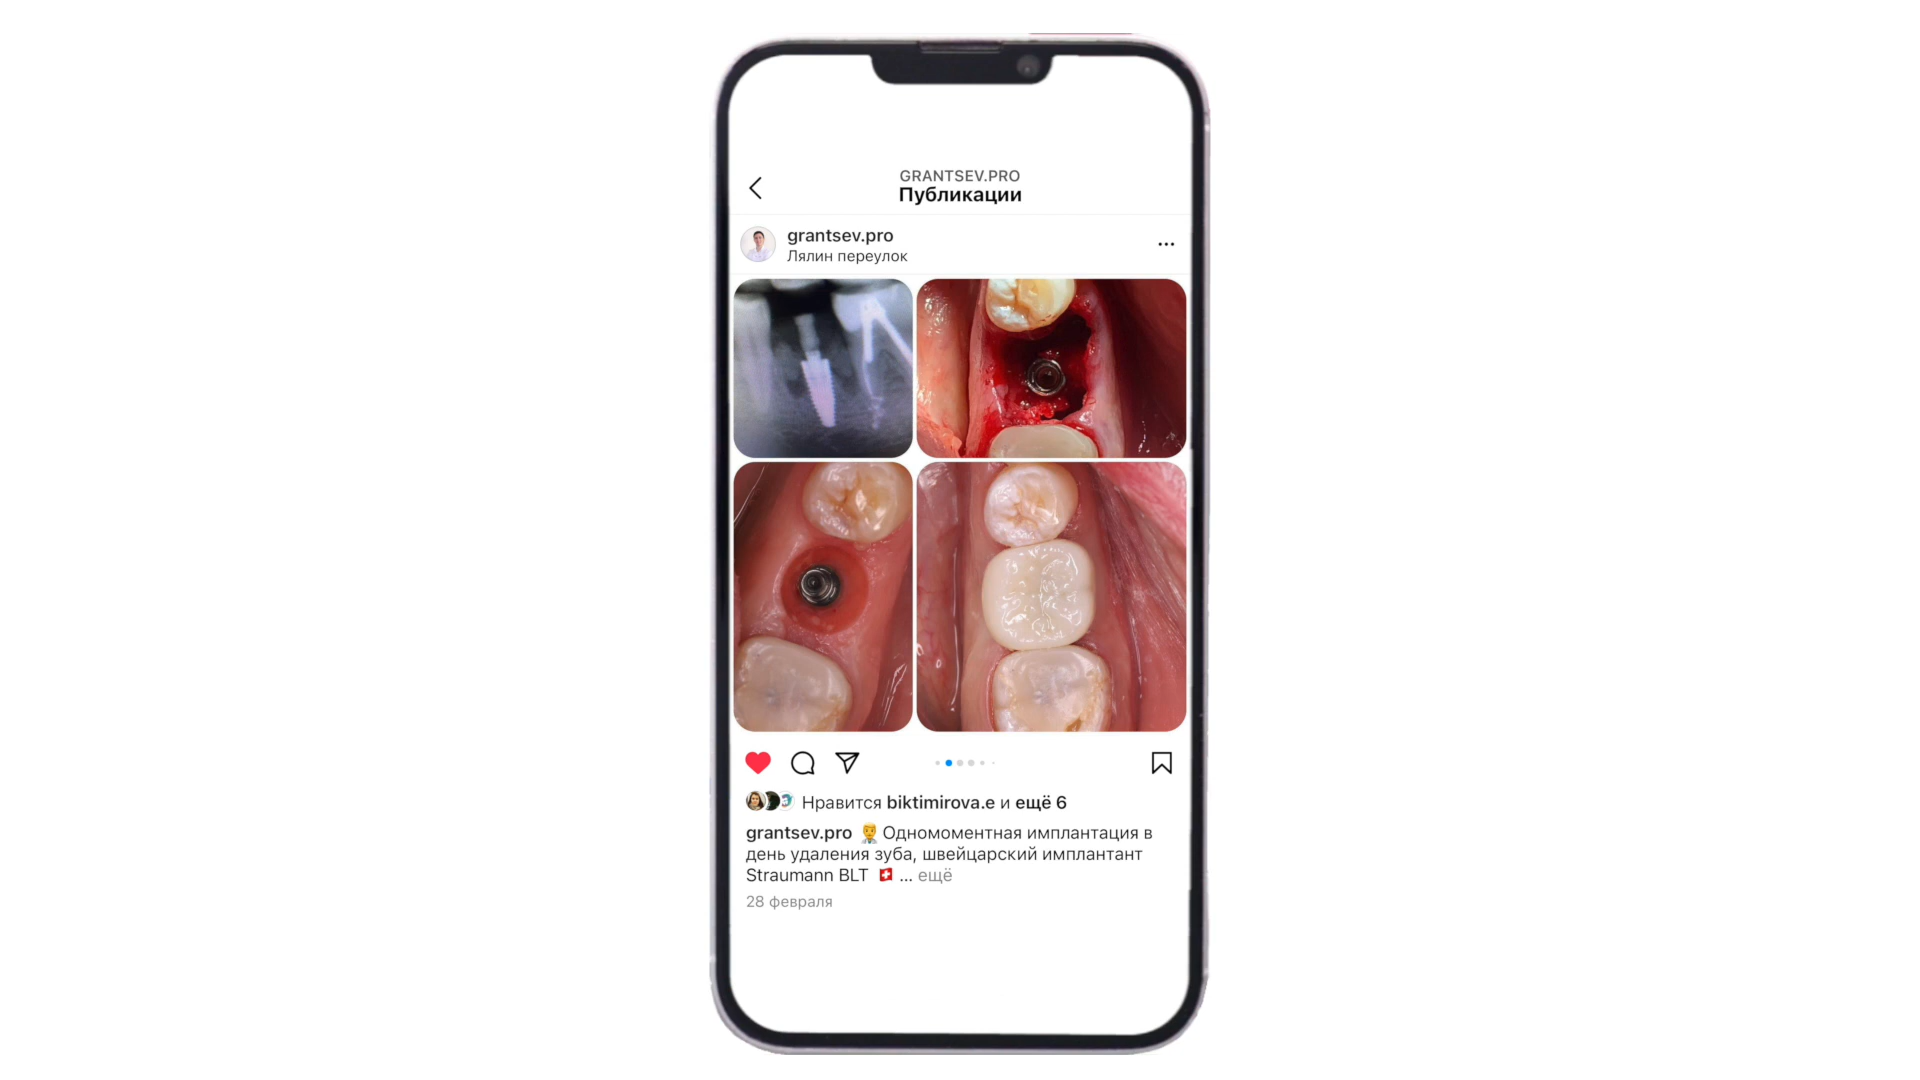 GRANTSEV.PRO
Публикации
grantsev.pro
Лялин переулок
Нравится biktimirova.e и ещё 6
grantsev.pro 👨‍⚕️Одномоментная имплантация в
день удаления зуба, швейцарский имплантант
Straumann BLT 🇨🇭 ... ещё
28 февраля